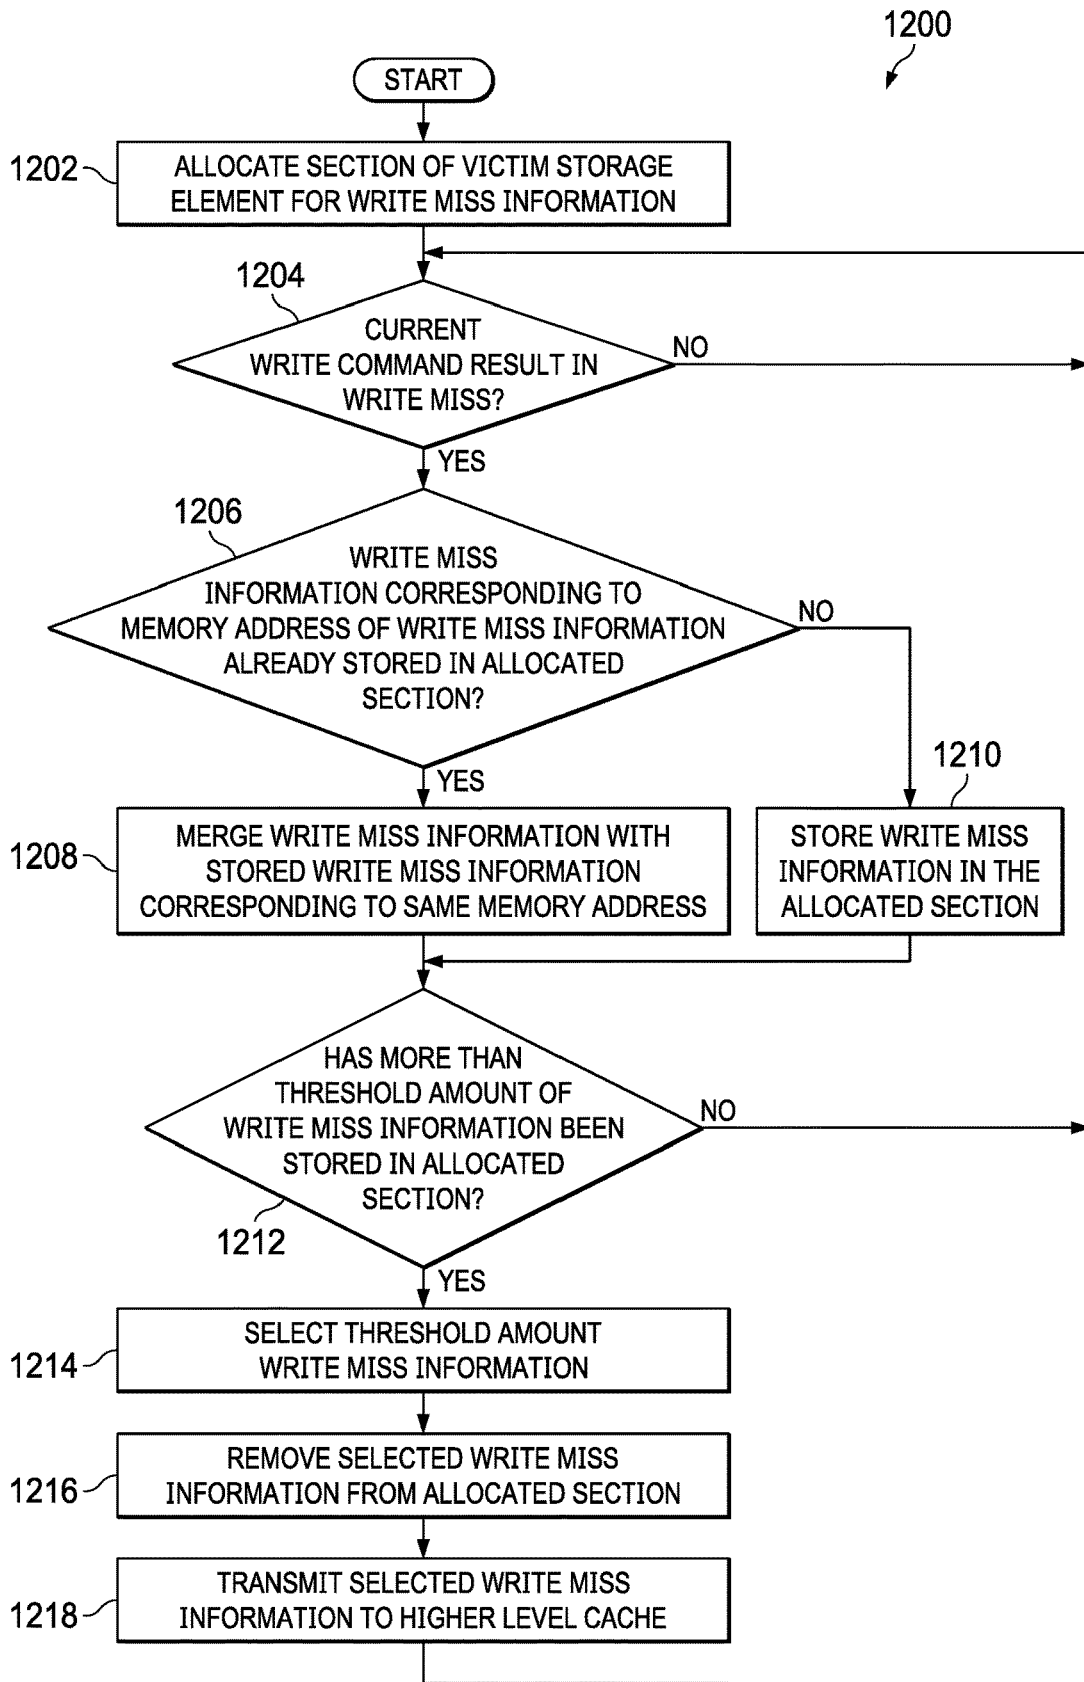 1200
START
1202
ALLOCATE SECTION OF VICTIM STORAGE
ELEMENT FOR WRITE MISS INFORMATION
1204
CURRENT
WRITE COMMAND RESULT IN
WRITE MISS?
NO
YES
1206
WRITE MISS
INFORMATION CORRESPONDING TO
MEMORY ADDRESS OF WRITE MISS INFORMATION
ALREADY STORED IN ALLOCATED
SECTION?
NO
YES
1208
MERGE WRITE MISS INFORMATION WITH
STORED WRITE MISS INFORMATION
CORRESPONDING TO SAME MEMORY ADDRESS
1210
STORE WRITE MISS
INFORMATION IN THE
ALLOCATED SECTION
HAS MORE THAN
THRESHOLD AMOUNT OF
WRITE MISS INFORMATION BEEN
STORED IN ALLOCATED
SECTION?
NO
1212
YES
1214
SELECT THRESHOLD AMOUNT
WRITE MISS INFORMATION
1216
REMOVE SELECTED WRITE MISS
INFORMATION FROM ALLOCATED SECTION
1218
TRANSMIT SELECTED WRITE MISS
INFORMATION TO HIGHER LEVEL CACHE